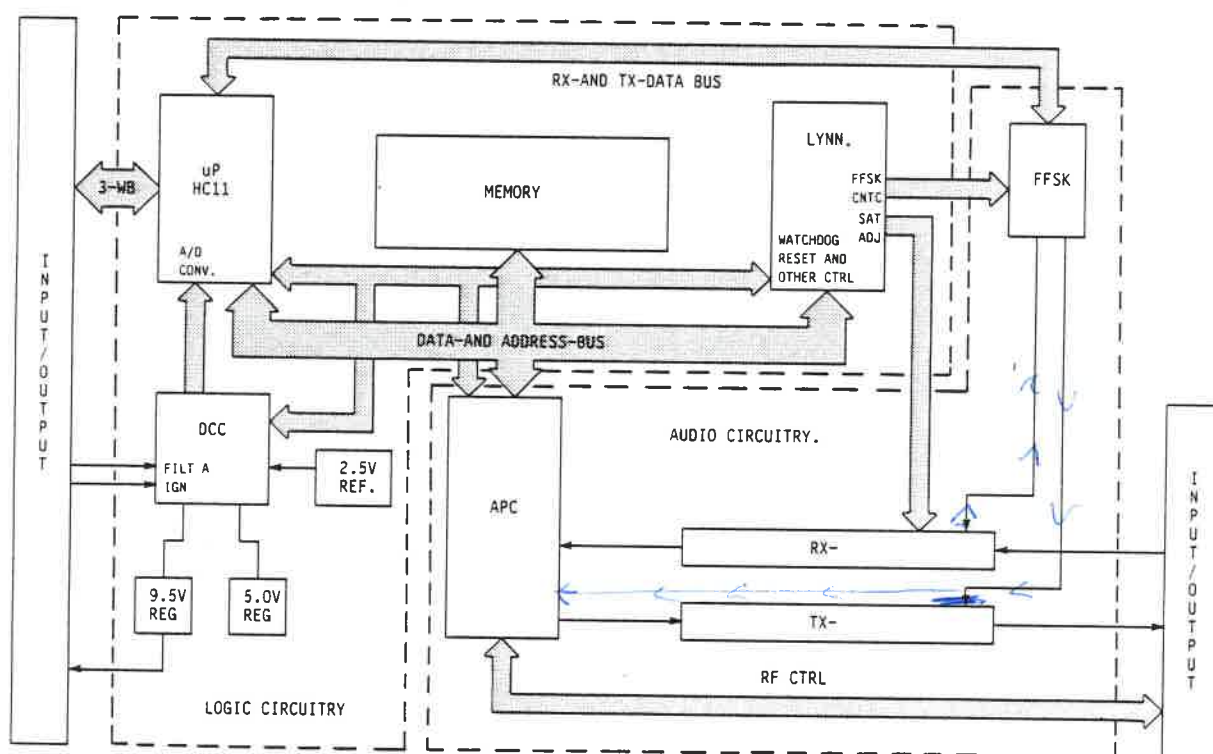 RX-AND TX-DATA BUS
LYNN.
uP
HC11
3-WB
MEMORY
FFSK
CNTC
SAT
ADJ
FFSK
WATCHDOG
RESET AND
OTHER CTRL
A/D
CONV.
INPUT/OUTPUT
DATA-AND ADDRESS-BUS
DCC
FILT A
IGN
2.5V
REF.
AUDIO CIRCUITRY.
APC
RX-
INPUT/OUTPUT
9.5V
REG
5.0V
REG
TX-
RF CTRL
LOGIC CIRCUITRY